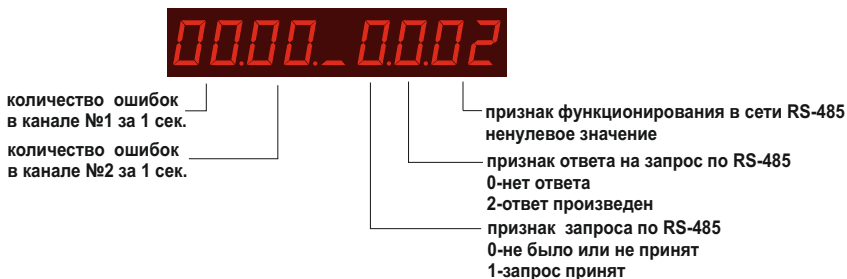 00.00._0.0.02
количество ошибок
в канале №1 за 1 сек.
количество ошибок
в канале №2 за 1 сек.
признак функционирования в сети RS-485
ненулевое значение
признак ответа на запрос по RS-485
0-нет ответа
2-ответ произведен
признак запроса по RS-485
0-не было или не принят
1-запрос принят